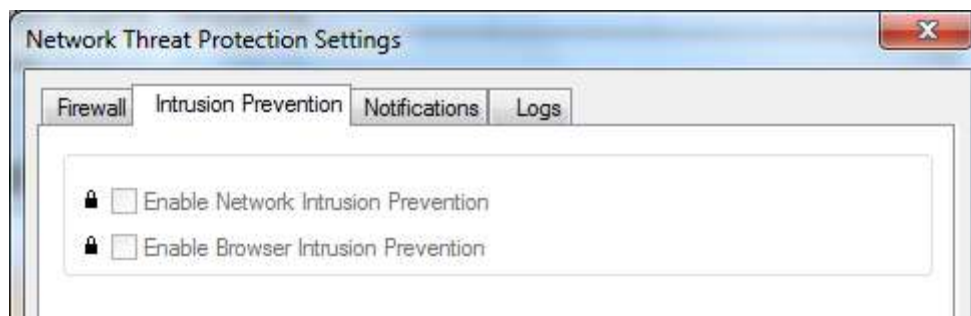 Network Threat Protection Settings
Firewall Intrusion Prevention Notifications Logs
Enable Network Intrusion Prevention
Enable Browser Intrusion Prevention